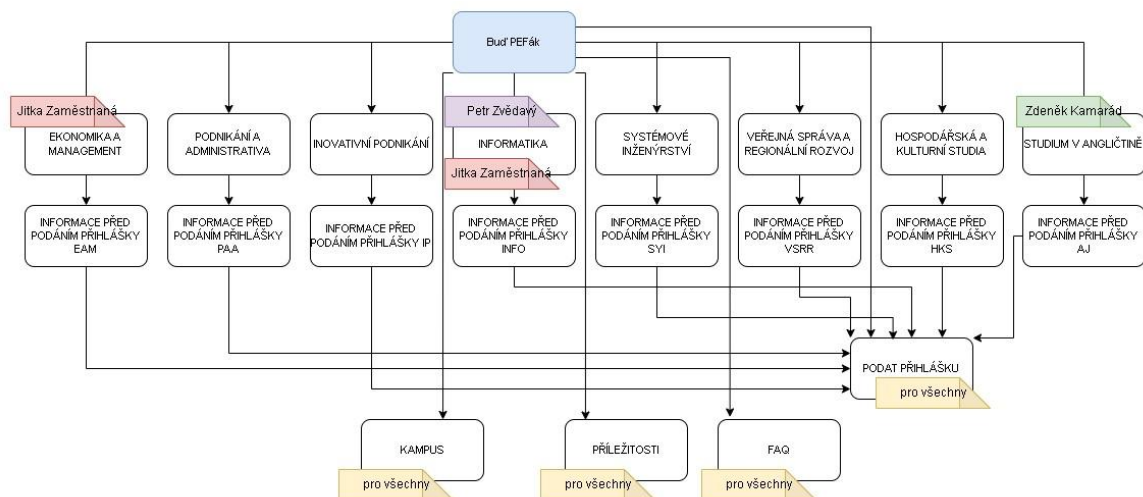 Buď PEFák
Jitka Zaměstnaná
EKONOMIKA A
MANAGEMENT
PODNIKÁNÍ A
ADMINISTRATIVA
INOVATIVNÍ PODNIKÁNÍ
Petr Zvědavý
INFORMATIKA
Jitka Zaměstnaná
SYSTÉMOVÉ
INŽENÝRSTVÍ
VEŘEJNÁ SPRÁVA A
REGIONÁLNÍ ROZVOJ
HOSPODÁŘSKÁ A
KULTURNÍ STUDIA
Zdeněk Kamarád
STUDIUM V ANGLIČTINĚ
INFORMACE PŘED
PODÁNÍM PŘIHLÁŠKY
EAM
INFORMACE PŘED
PODÁNÍM PŘIHLÁŠKY
PAA
INFORMACE PŘED
PODÁNÍM PŘIHLÁŠKY IP
INFORMACE PŘED
PODÁNÍM PŘIHLÁŠKY
INFO
INFORMACE PŘED
PODÁNÍM PŘIHLÁŠKY
SYI
INFORMACE PŘED
PODÁNÍM PŘIHLÁŠKY
VSRR
INFORMACE PŘED
PODÁNÍM PŘIHLÁŠKY
HKS
INFORMACE PŘED
PODÁNÍM PŘIHLÁŠKY
AJ
PODAT PŘIHLÁŠKU
pro všechny
KAMPUS
pro všechny
PŘÍLEŽITOSTI
pro všechny
FAQ
pro všechny